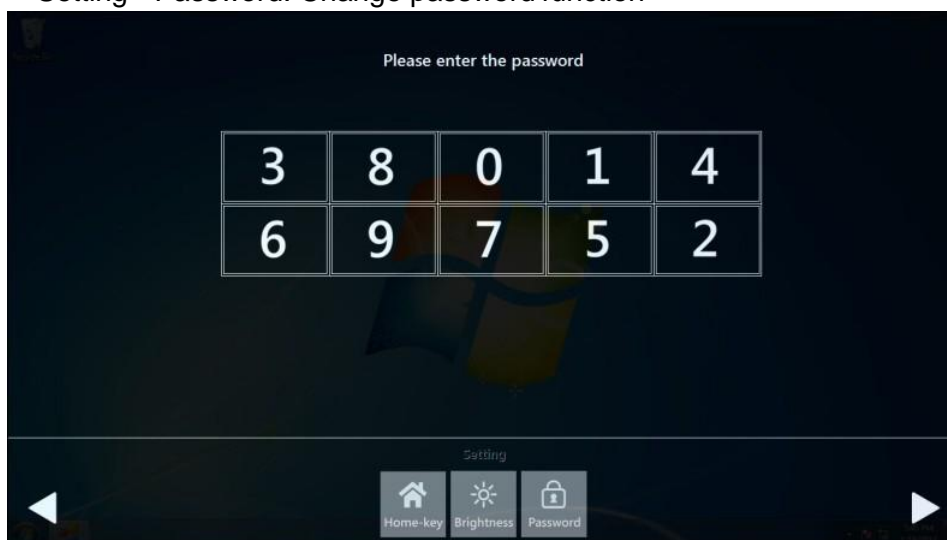 Setting - Password: Change password function
Please enter the password
3 8 0 1 4
6 9 7 5 2
Setting
Home-key Brightness Password